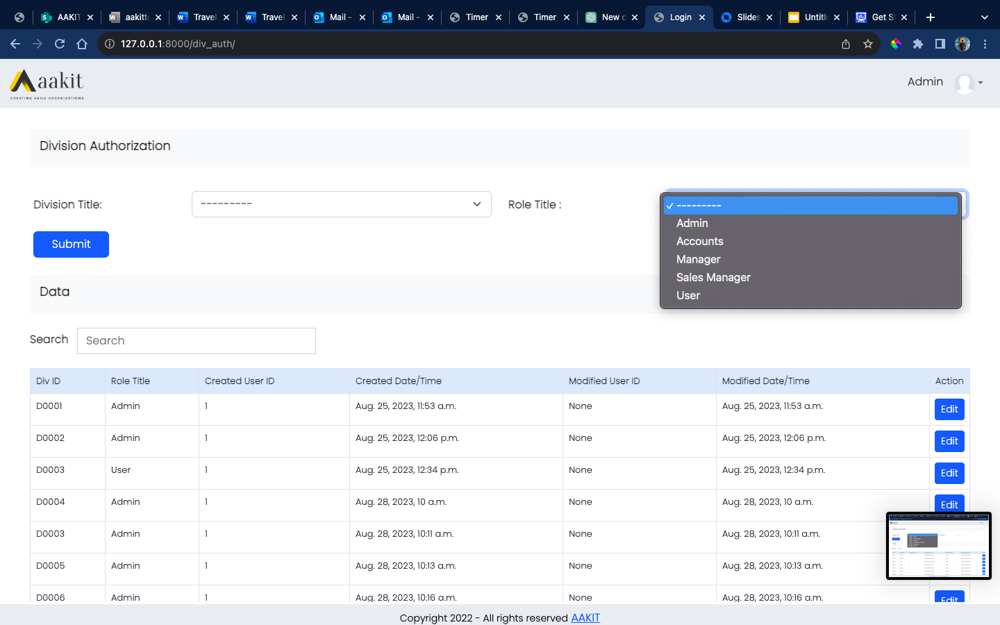 AAKIT aakitte Travel Travel Mail - Mail - Timer Timer New c Login Slides Untitle Get S
127.0.0.1:8000/div_auth/
aakit
CREATING AGILE ORGANIZATIONS
Admin
Division Authorization
Division Title: --------- Role Title :
---------
Admin
Accounts
Manager
Sales Manager
User
Submit
Data
Search Search
Div ID Role Title Created User ID Created Date/Time Modified User ID Modified Date/Time Action
D0001 Admin 1 Aug. 25, 2023, 11:53 a.m. None Aug. 25, 2023, 11:53 a.m. Edit
D0002 Admin 1 Aug. 25, 2023, 12:06 p.m. None Aug. 25, 2023, 12:06 p.m. Edit
D0003 User 1 Aug. 25, 2023, 12:34 p.m. None Aug. 25, 2023, 12:34 p.m. Edit
D0004 Admin 1 Aug. 28, 2023, 10 a.m. None Aug. 28, 2023, 10 a.m. Edit
D0003 Admin 1 Aug. 28, 2023, 10:11 a.m. None Aug. 28, 2023, 10:11 a.m.
D0005 Admin 1 Aug. 28, 2023, 10:13 a.m. None Aug. 28, 2023, 10:13 a.m.
D0006 Admin 1 Aug. 28, 2023, 10:16 a.m. None Aug. 28, 2023, 10:16 a.m. Edit
Copyright 2022 - All rights reserved AAKIT